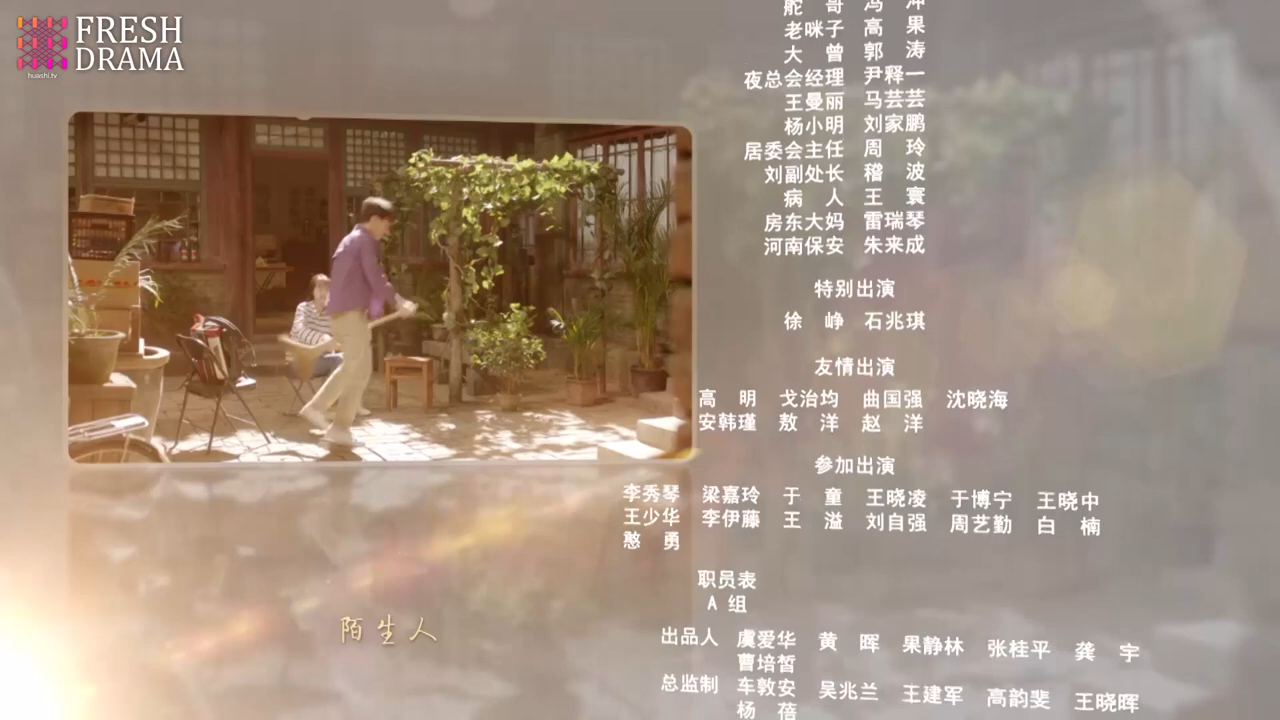 FRESH
DRAMA
huashi.tv
舵 哥 冯 冲
老咪子 高 果
大 曾 郭 涛
夜总会经理 尹释一
王曼丽 马芸芸
杨小明 刘家鹏
居委会主任 周 玲
刘副处长 稽 波
病 人 王 寰
房东大妈 雷瑞琴
河南保安 朱来成
特别出演
徐 峥 石兆琪
友情出演
高 明 戈治均 曲国强 沈晓海
安韩瑾 敖 洋 赵 洋
参加出演
李秀琴 梁嘉玲 于 童 王晓凌 于博宁 王晓中
王少华 李伊藤 王 溢 刘自强 周艺勤 白 楠
憨 勇
职员表
A 组
出品人 虞爱华 黄 晖 果静林 张桂平 龚 宇
曹培皙
总监制 车敦安 吴兆兰 王建军 高韵斐 王晓晖
杨 蓓
陌生人